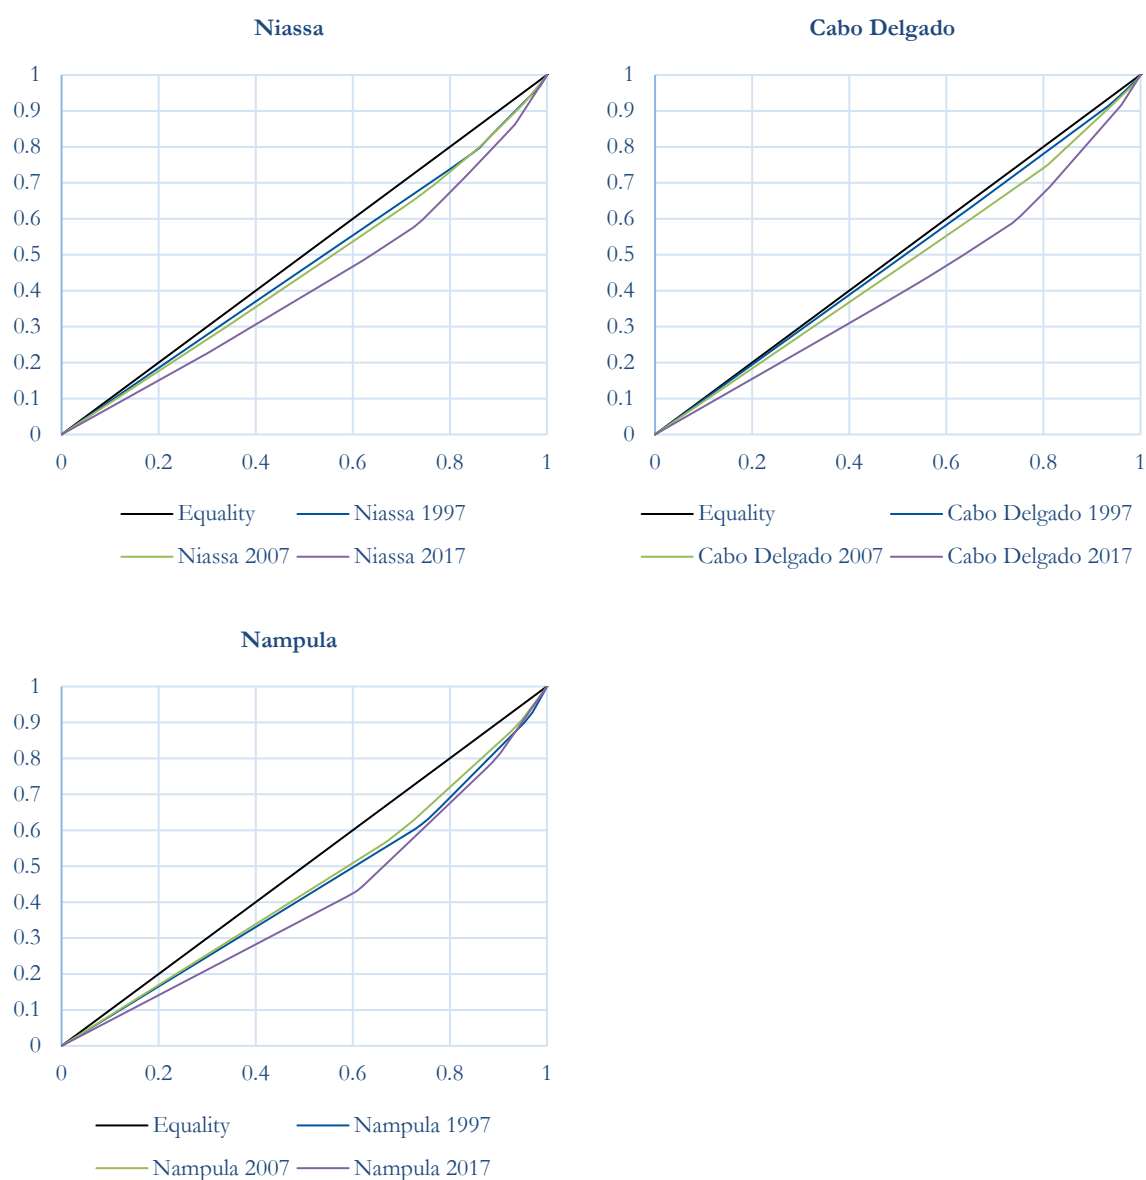 Niassa
1
0.9
0.8
0.7
0.6
0.5
0.4
0.3
0.2
0.1
0
0 0.2 0.4 0.6 0.8 1
Equality Niassa 1997
Niassa 2007 Niassa 2017
Cabo Delgado
1
0.9
0.8
0.7
0.6
0.5
0.4
0.3
0.2
0.1
0
0 0.2 0.4 0.6 0.8 1
Equality Cabo Delgado 1997
Cabo Delgado 2007 Cabo Delgado 2017
Nampula
1
0.9
0.8
0.7
0.6
0.5
0.4
0.3
0.2
0.1
0
0 0.2 0.4 0.6 0.8 1
Equality Nampula 1997
Nampula 2007 Nampula 2017